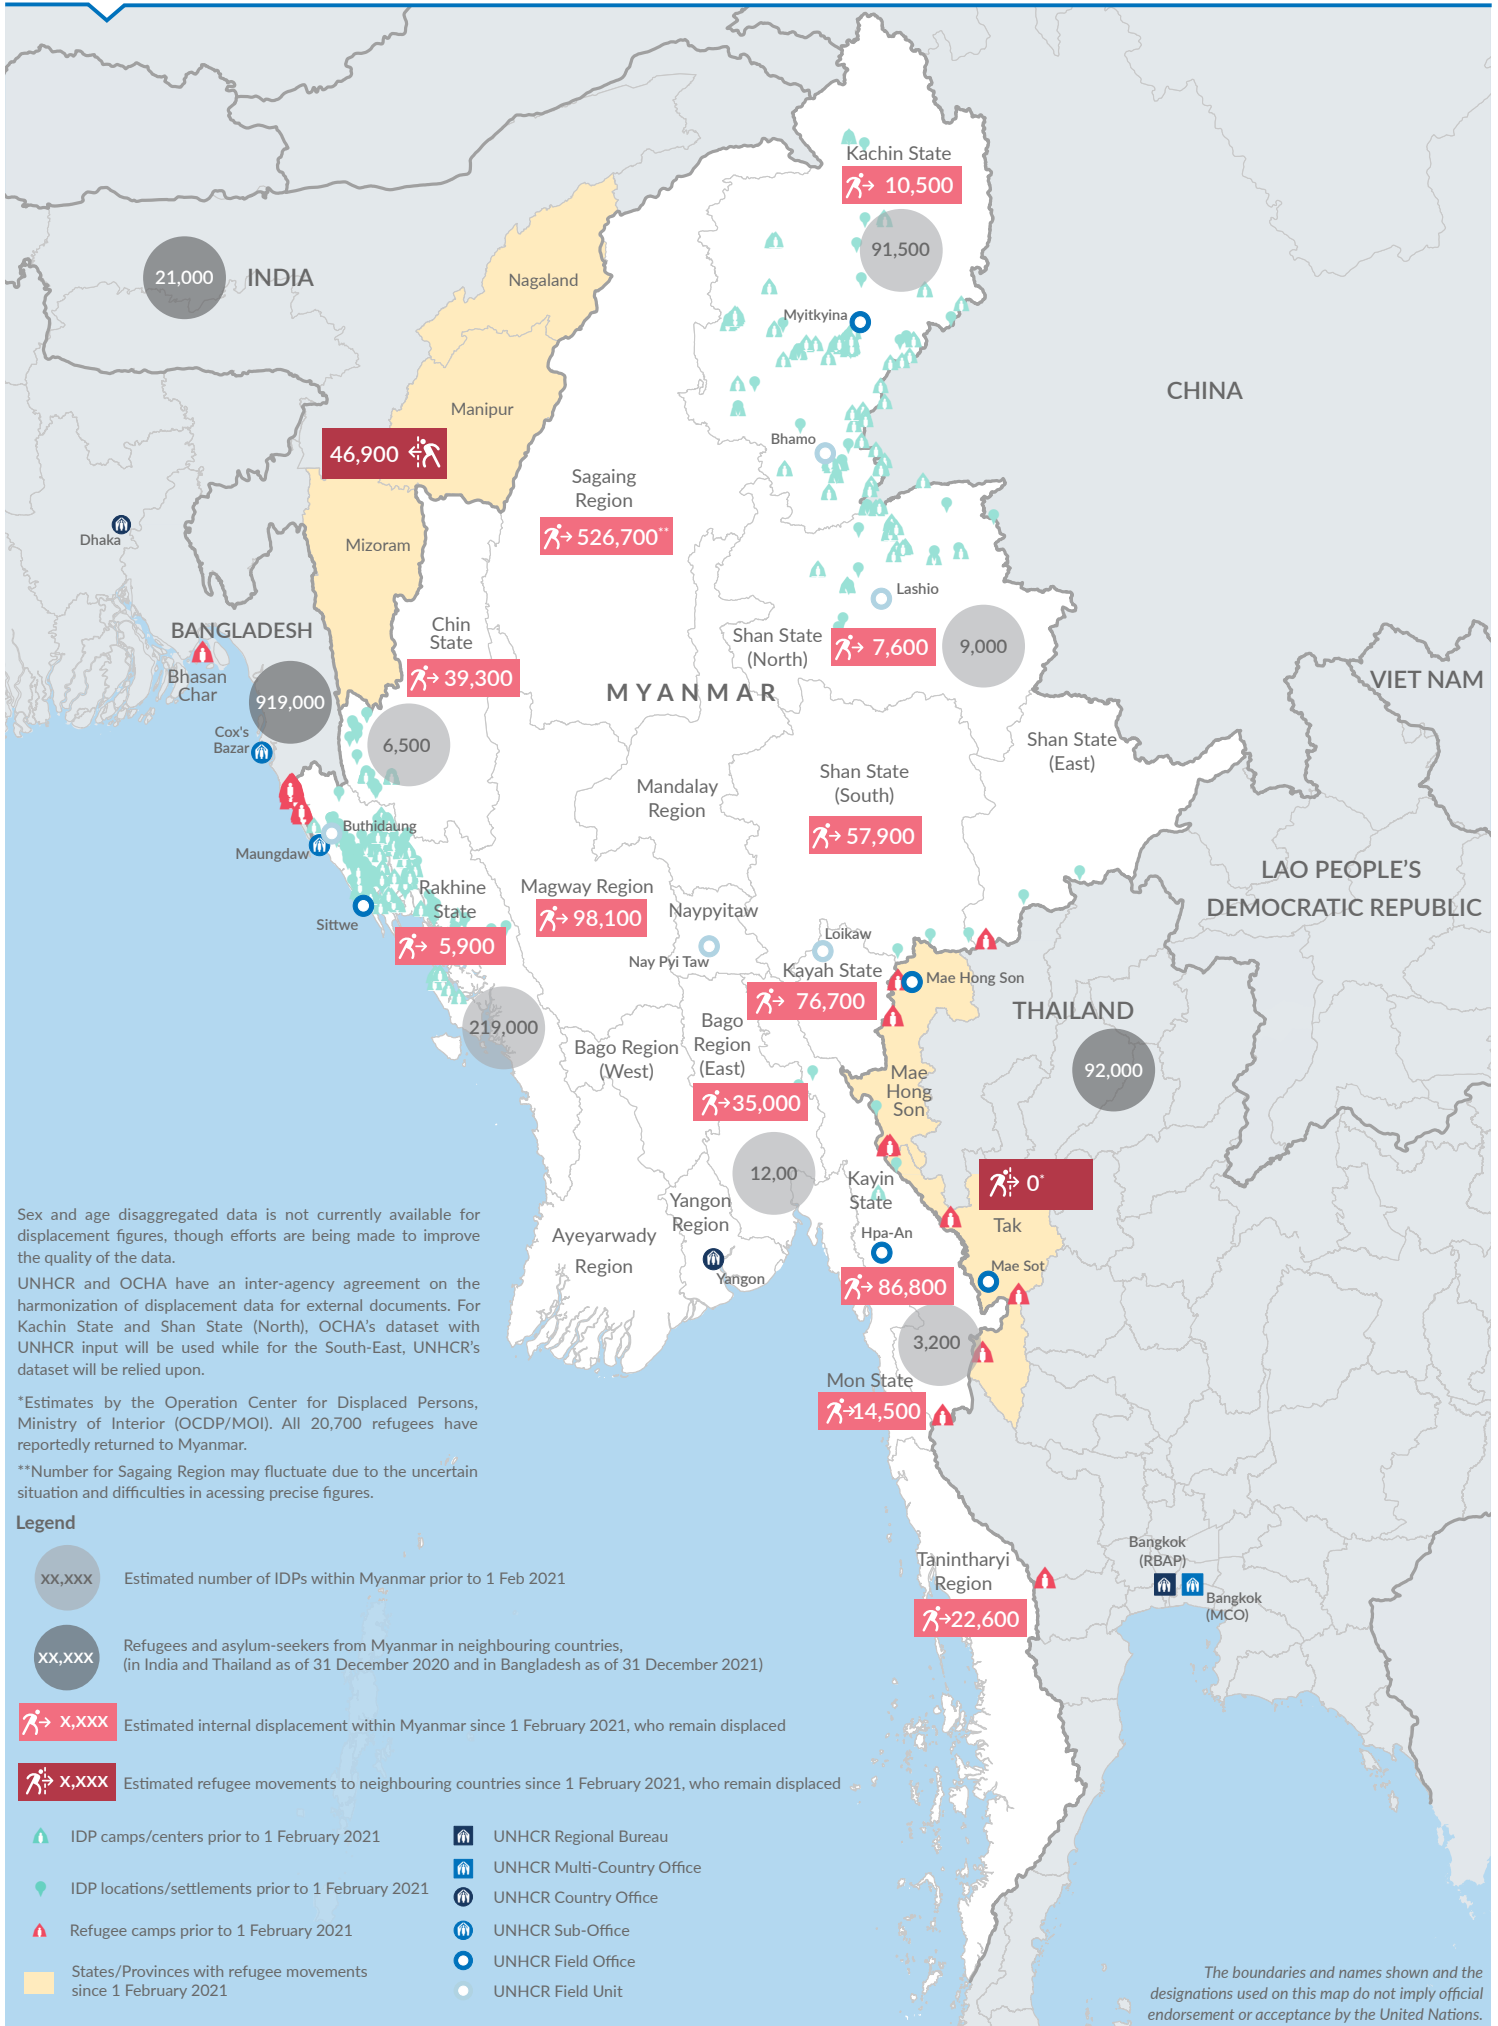 Kachin State
10,500
91,500
21,000
INDIA
Nagaland
Myitkyina
CHINA
Manipur
46,900
Bhamo
Sagaing
Region
526,700**
Dhaka
Mizoram
Lashio
BANGLADESH
Bhasan
Char
Chin
State
39,300
Shan State
(North)
7,600
9,000
MYANMAR
VIET NAM
919,000
Cox's
Bazar
6,500
Shan State
(East)
Mandalay
Region
Shan State
(South)
57,900
Buthidaung
Maungdaw
LAO PEOPLE'S
DEMOCRATIC REPUBLIC
Rakhine
State
5,900
Sittwe
Magway Region
98,100
Naypyitaw
Nay Pyi Taw
Loikaw
Kayah State
76,700
Mae Hong Son
THAILAND
92,000
219,000
Bago Region
(West)
Bago
Region
(East)
35,000
Mae
Hong
Son
12,00
0*
Kayin
State
Tak
Yangon
Region
Ayeyarwady
Region
Hpa-An
Yangon
Mae Sot
86,800
3,200
Mon State
14,500
Sex and age disaggregated data is not currently available for
displacement figures, though efforts are being made to improve
the quality of the data.
UNHCR and OCHA have an inter-agency agreement on the
harmonization of displacement data for external documents. For
Kachin State and Shan State (North), OCHA's dataset with
UNHCR input will be used while for the South-East, UNHCR's
dataset will be relied upon.
*Estimates by the Operation Center for Displaced Persons,
Ministry of Interior (OCDP/MOI). All 20,700 refugees have
reportedly returned to Myanmar.
**Number for Sagaing Region may fluctuate due to the uncertain
situation and difficulties in acessing precise figures.
Tanintharyi
Region
22,600
Bangkok
(RBAP)
Bangkok
(MCO)
Legend
XX,XXX
Estimated number of IDPs within Myanmar prior to 1 Feb 2021
XX,XXX
Refugees and asylum-seekers from Myanmar in neighbouring countries,
(in India and Thailand as of 31 December 2020 and in Bangladesh as of 31 December 2021)
X,XXX
Estimated internal displacement within Myanmar since 1 February 2021, who remain displaced
X,XXX
Estimated refugee movements to neighbouring countries since 1 February 2021, who remain displaced
IDP camps/centers prior to 1 February 2021
IDP locations/settlements prior to 1 February 2021
Refugee camps prior to 1 February 2021
States/Provinces with refugee movements
since 1 February 2021
UNHCR Regional Bureau
UNHCR Multi-Country Office
UNHCR Country Office
UNHCR Sub-Office
UNHCR Field Office
UNHCR Field Unit
The boundaries and names shown and the
designations used on this map do not imply official
endorsement or acceptance by the United Nations.